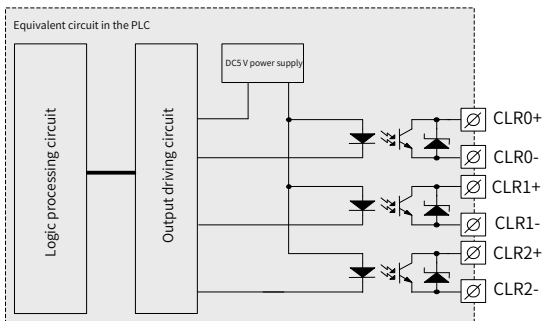 Equivalent circuit in the PLC
DC5 V power supply
Logic processing circuit
Output driving circuit
CLR0+
CLR0-
CLR1+
CLR1-
CLR2+
CLR2-